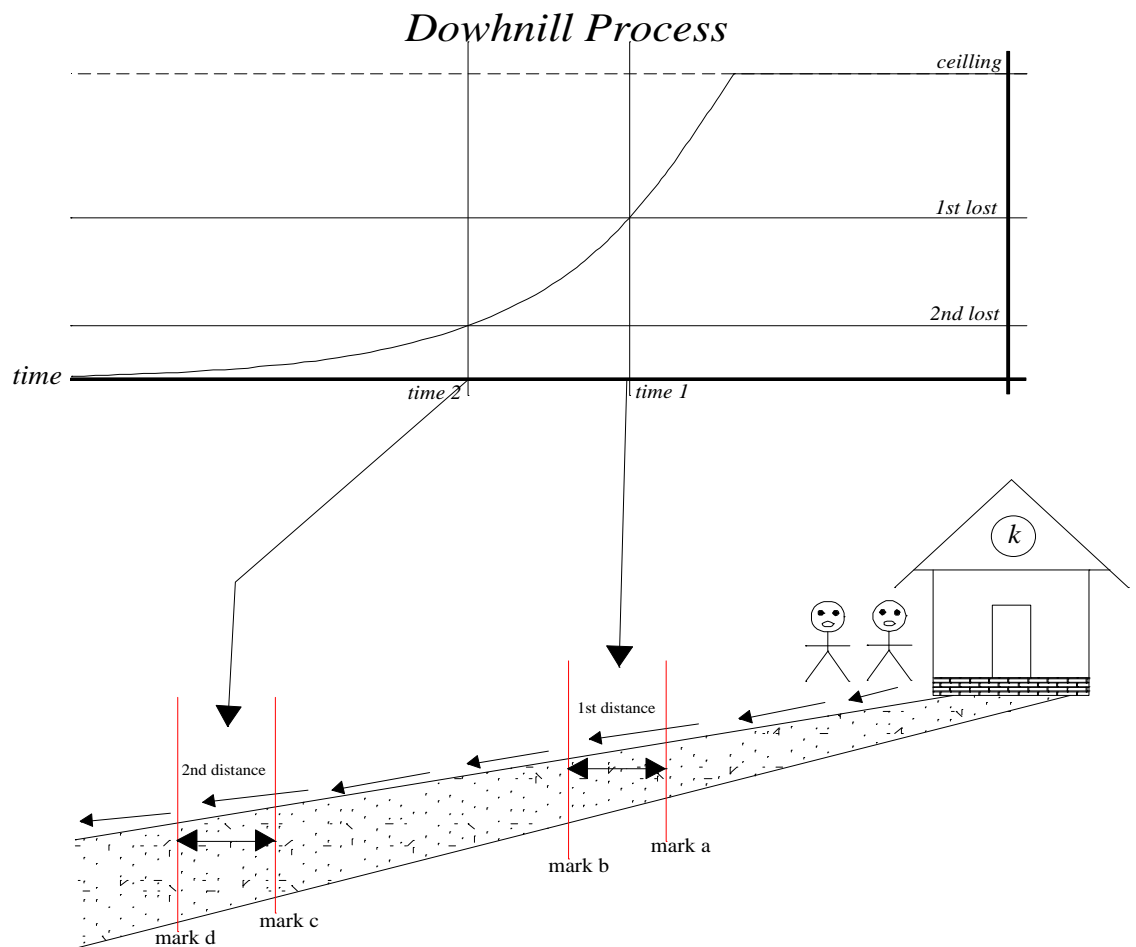 Dowhnill Process
ceilling
1st lost
2nd lost
time
time 2
time 1
k
1st distance
2nd distance
mark a
mark b
mark c
mark d